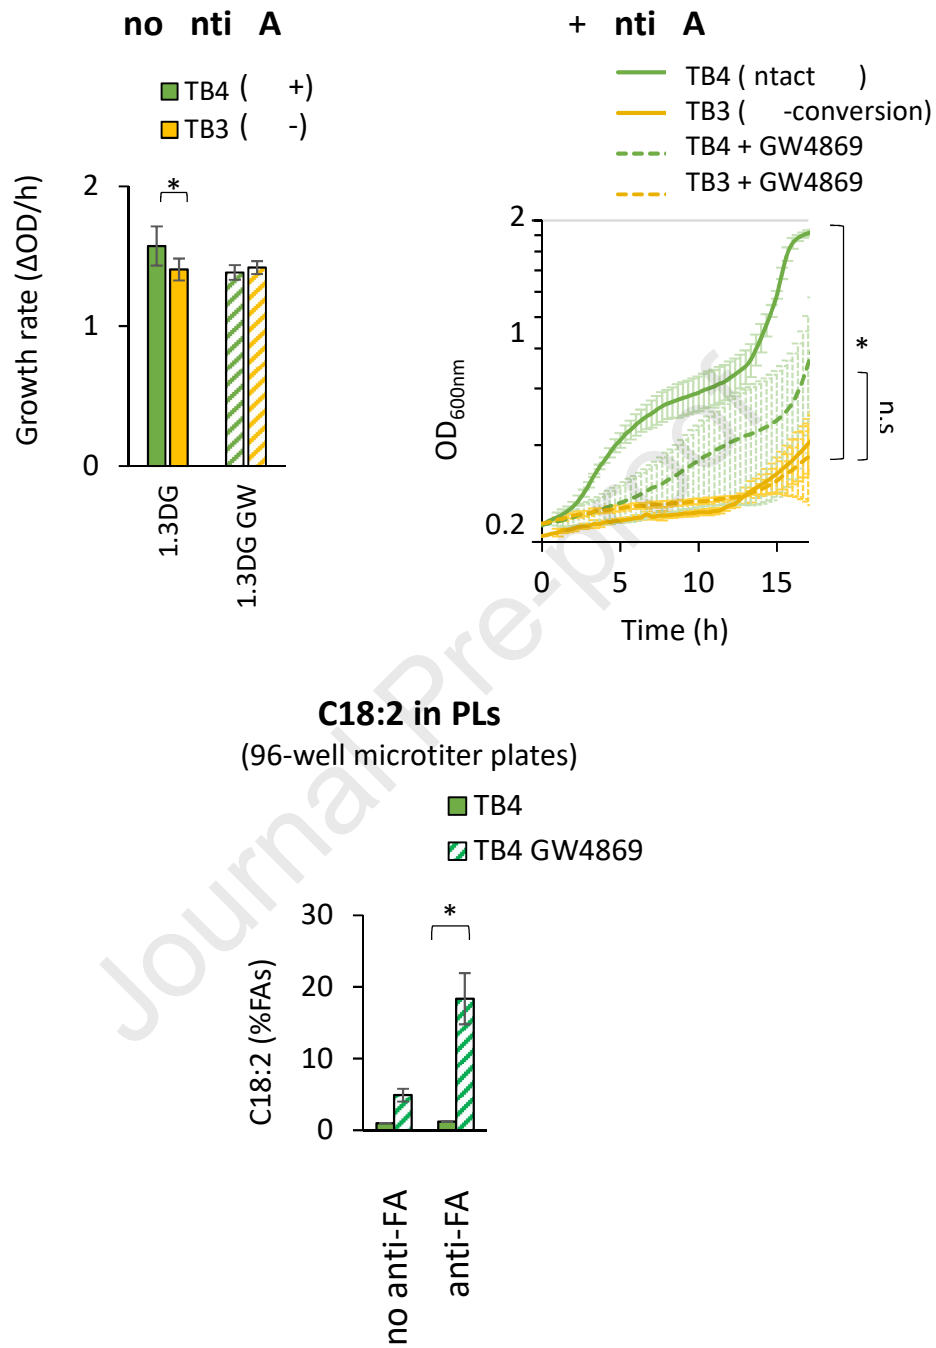 no nti A
TB4 ( +)
TB3 ( -)
2
*
1
0
Growth rate (ΔOD/h)
1.3DG
1.3DG GW
+ nti A
TB4 ( ntact )
TB3 ( -conversion)
TB4 + GW4869
TB3 + GW4869
2
1
0.2
OD600nm
*
n.s
0 5 10 15
Time (h)
C18:2 in PLs
(96-well microtiter plates)
TB4
TB4 GW4869
30
*
20
10
0
C18:2 (%FAs)
no anti-FA
anti-FA
Journal Pre-proof